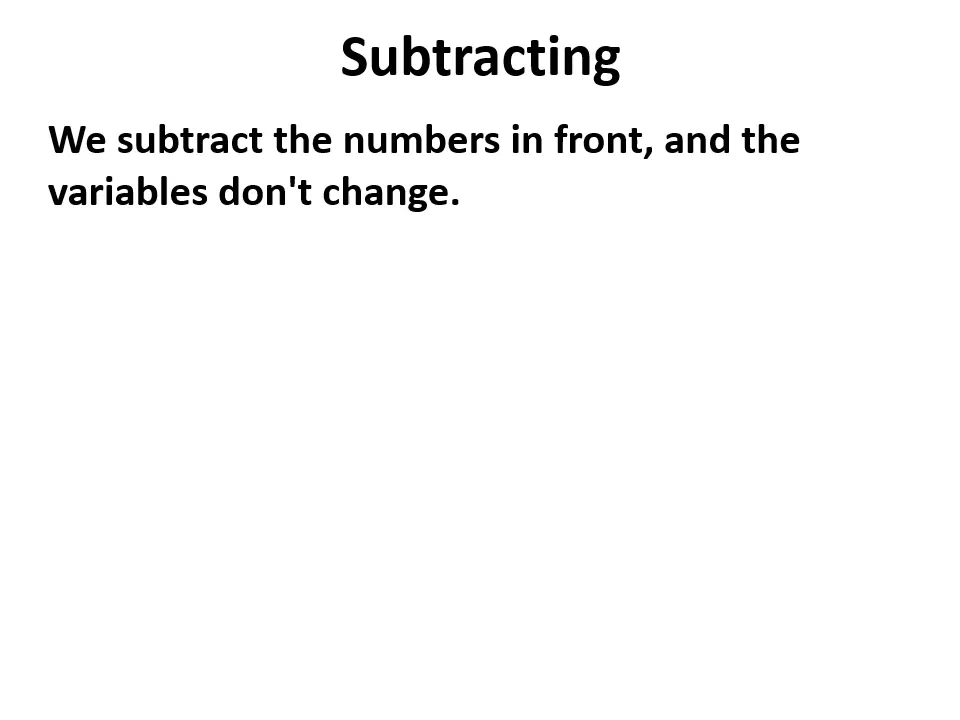 Subtracting
We subtract the numbers in front, and the
variables don't change.